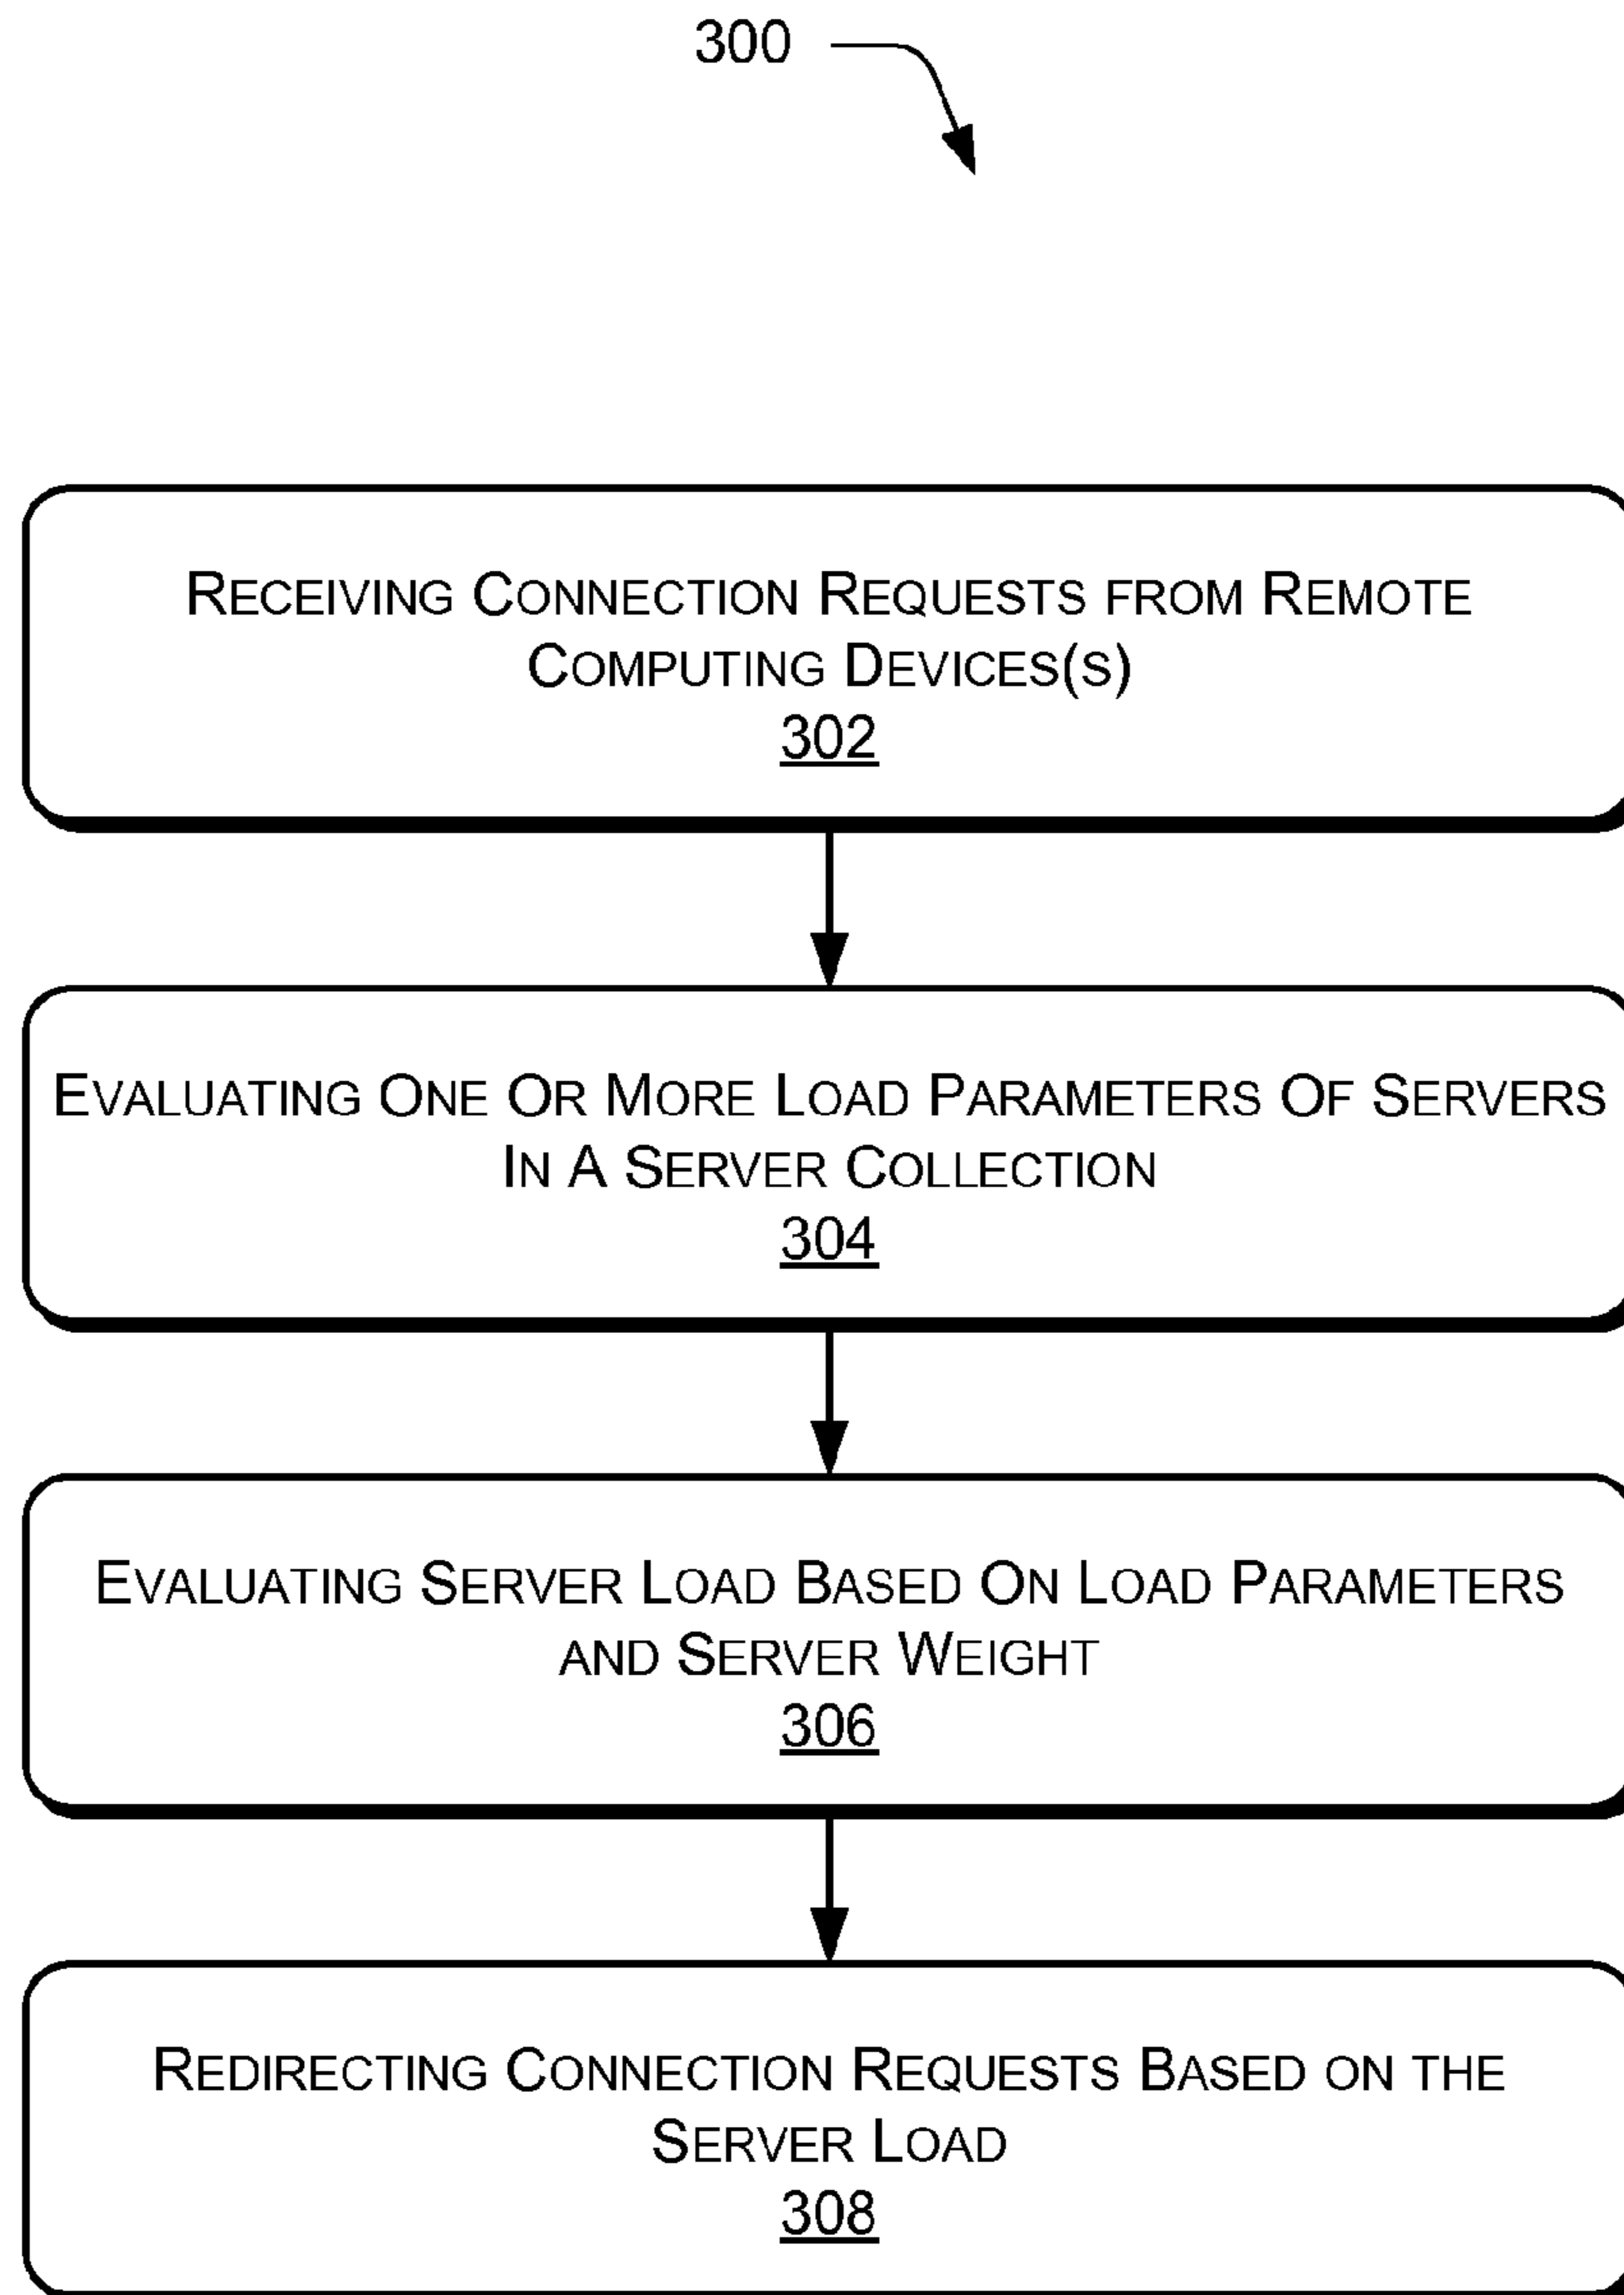 300
RECEIVING CONNECTION REQUESTS FROM REMOTE
COMPUTING DEVICES(S)
302
EVALUATING ONE OR MORE LOAD PARAMETERS OF SERVERS
IN A SERVER COLLECTION
304
EVALUATING SERVER LOAD BASED ON LOAD PARAMETERS
AND SERVER WEIGHT
306
REDIRECTING CONNECTION REQUESTS BASED ON THE
SERVER LOAD
308